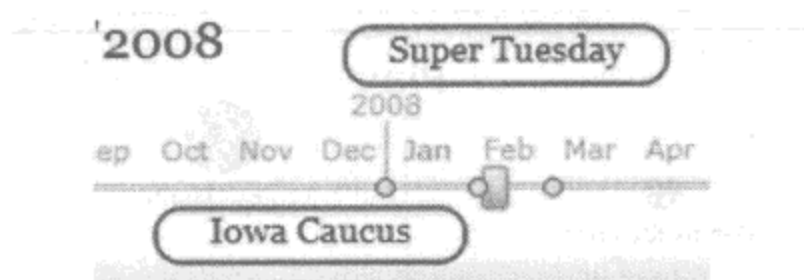 '2008
Super Tuesday
2008
ep Oct Nov Dec Jan Feb Mar Apr
Iowa Caucus